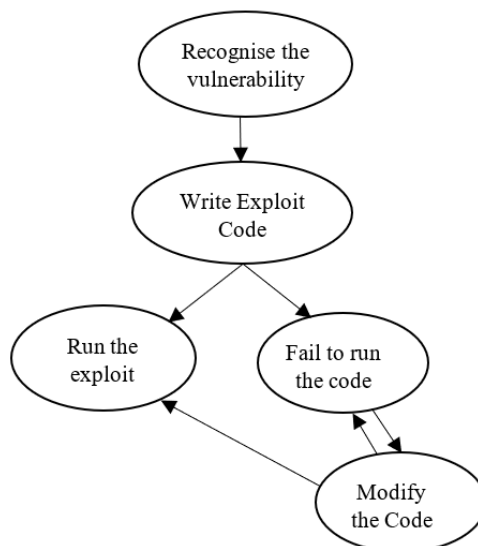 Recognise the
vulnerability
Write Exploit
Code
Run the
exploit
Fail to run
the code
Modify
the Code